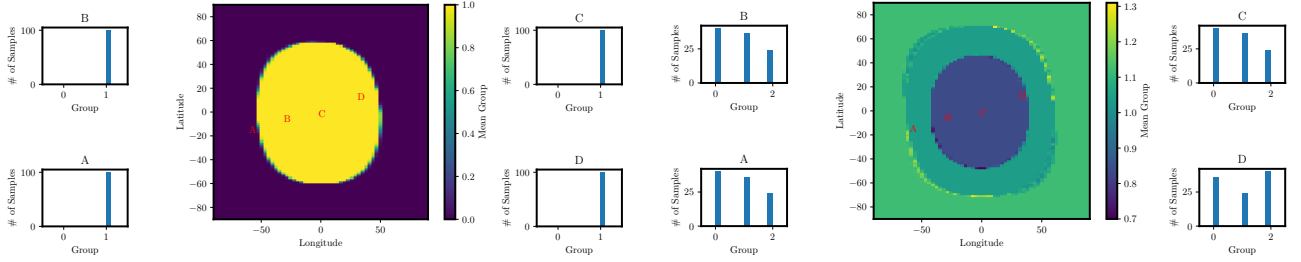 B
# of Samples
100
0
0
1
Group
A
# of Samples
100
0
0
1
Group
Latitude
80
60
40
20
0
−20
−40
−60
−80
A
B
C
D
−50
0
50
Longitude
1.0
0.8
0.6
0.4
0.2
0.0
Mean Group
C
# of Samples
100
0
0
1
Group
D
# of Samples
100
0
0
1
Group
B
# of Samples
25
0
0
2
Group
A
# of Samples
25
0
0
2
Group
Latitude
80
60
40
20
0
−20
−40
−60
−80
A
−50
0
50
Longitude
1.3
1.2
1.1
1.0
0.9
0.8
0.7
Mean Group
C
# of Samples
25
0
0
2
Group
D
# of Samples
25
0
0
2
Group